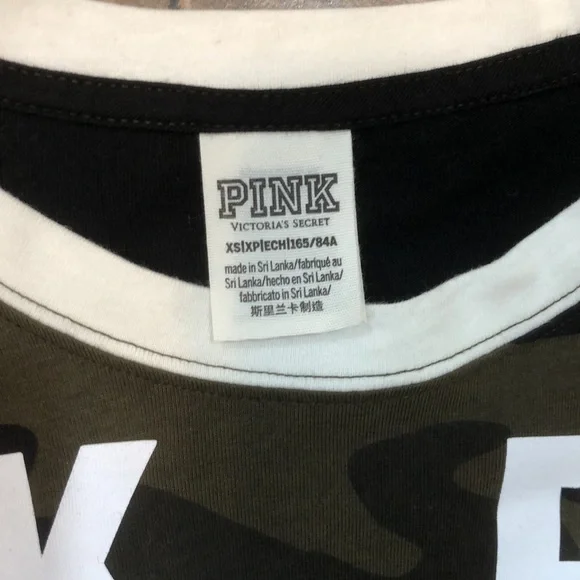 PINK
VICTORIA'S SECRET
XS|XP|ECH|165/84A
made in Sri Lanka/fabriqué au
Sri Lanka/hecho en Sri Lanka/
fabbricato in Sri Lanka/
斯里兰卡制造
K